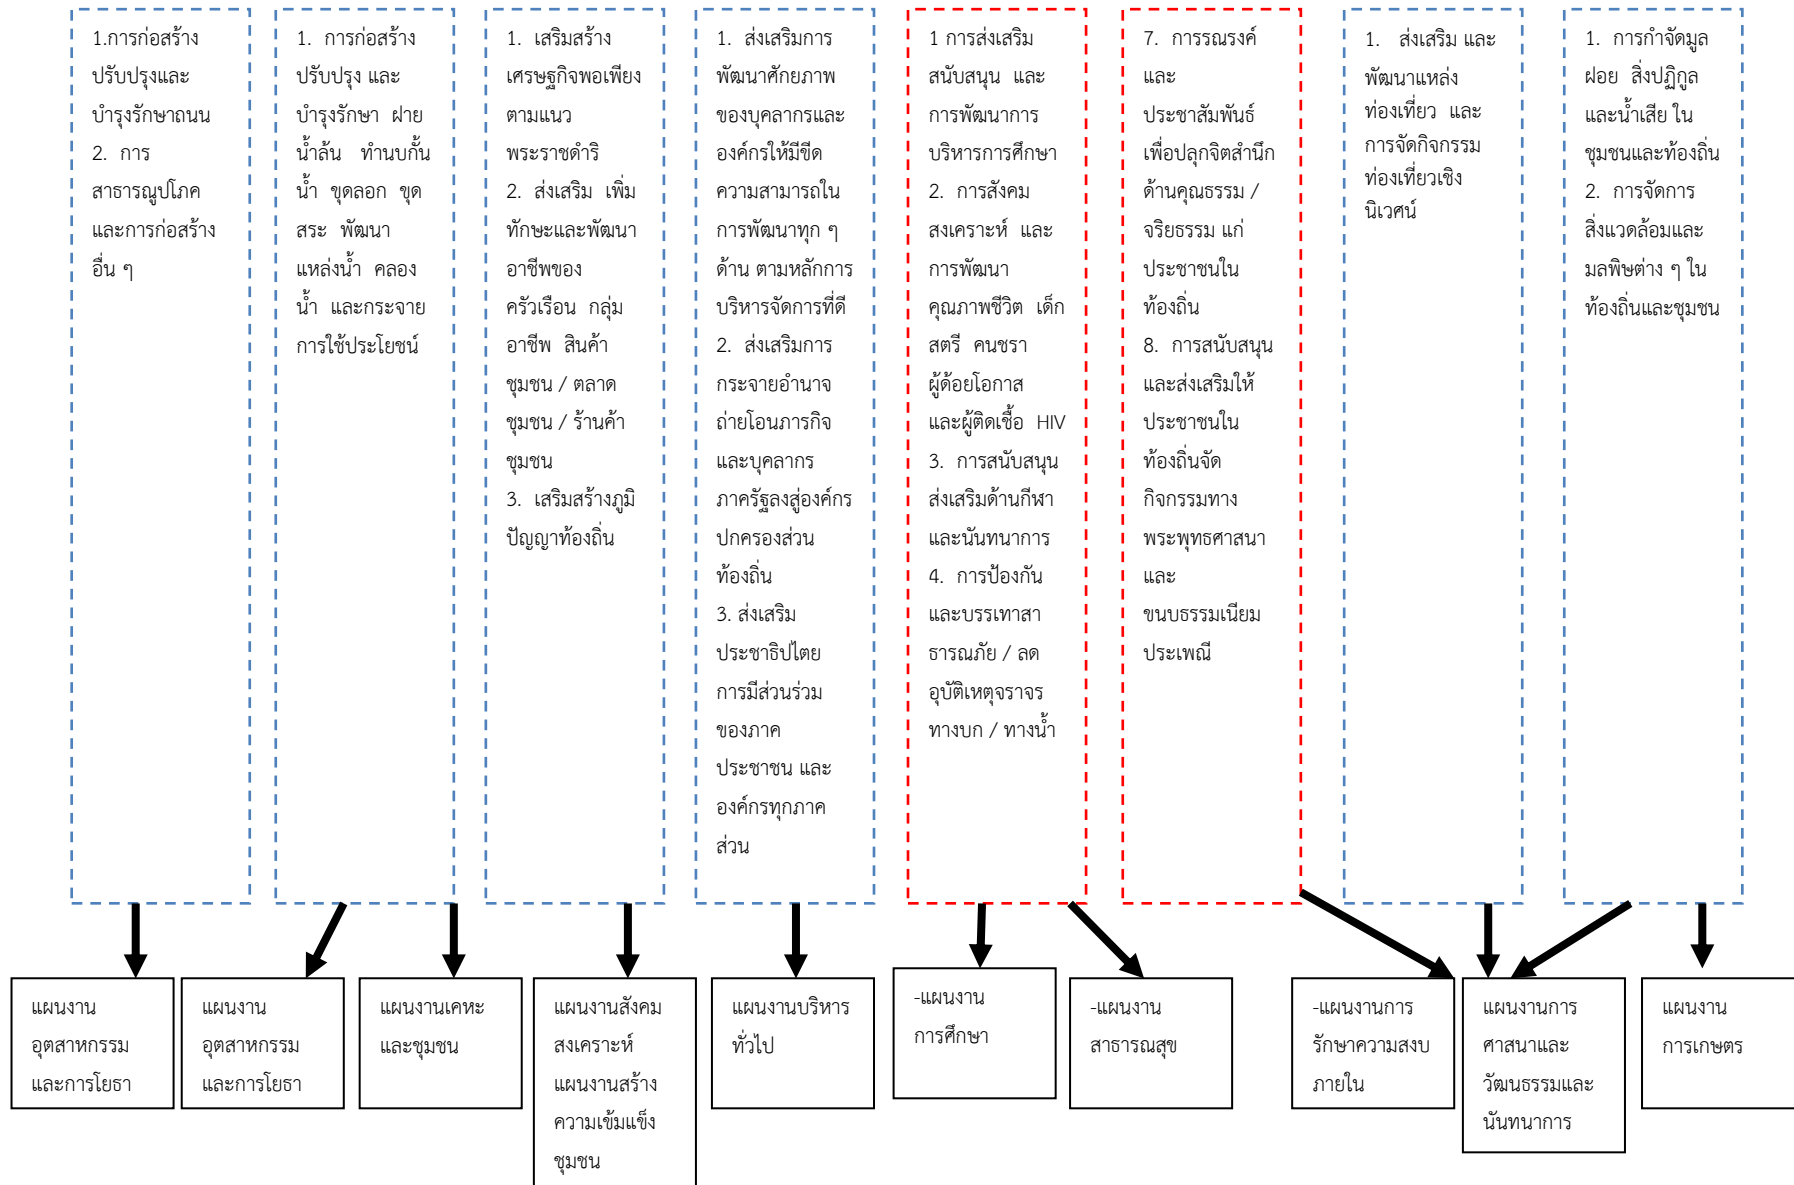 1.การก่อสร้าง
ปรับปรุงและ
บำรุงรักษาถนน
2. การ
สาธารณูปโภค
และการก่อสร้าง
อื่น ๆ
1. การก่อสร้าง
ปรับปรุง และ
บำรุงรักษา ฝาย
น้ำล้น ทำนบกั้น
น้ำ ขุดลอก ขุด
สระ พัฒนา
แหล่งน้ำ คลอง
น้ำ และกระจาย
การใช้ประโยชน์
1. เสริมสร้าง
เศรษฐกิจพอเพียง
ตามแนว
พระราชดำริ
2. ส่งเสริม เพิ่ม
ทักษะและพัฒนา
อาชีพของ
ครัวเรือน กลุ่ม
อาชีพ สินค้า
ชุมชน / ตลาด
ชุมชน / ร้านค้า
ชุมชน
3. เสริมสร้างภูมิ
ปัญญาท้องถิ่น
1. ส่งเสริมการ
พัฒนาศักยภาพ
ของบุคลากรและ
องค์กรให้มีขีด
ความสามารถใน
การพัฒนาทุก ๆ
ด้าน ตามหลักการ
บริหารจัดการที่ดี
2. ส่งเสริมการ
กระจายอำนาจ
ถ่ายโอนภารกิจ
และบุคลากร
ภาครัฐลงสู่องค์กร
ปกครองส่วน
ท้องถิ่น
3. ส่งเสริม
ประชาธิปไตย
การมีส่วนร่วม
ของภาค
ประชาชน และ
องค์กรทุกภาค
ส่วน
1 การส่งเสริม
สนับสนุน และ
การพัฒนาการ
บริหารการศึกษา
2. การสังคม
สงเคราะห์ และ
การพัฒนา
คุณภาพชีวิต เด็ก
สตรี คนชรา
ผู้ด้อยโอกาส
และผู้ติดเชื้อ HIV
3. การสนับสนุน
ส่งเสริมด้านกีฬา
และนันทนาการ
4. การป้องกัน
และบรรเทาสา
ธารณภัย / ลด
อุบัติเหตุจราจร
ทางบก / ทางน้ำ
7. การรณรงค์
และ
ประชาสัมพันธ์
เพื่อปลุกจิตสำนึก
ด้านคุณธรรม /
จริยธรรม แก่
ประชาชนใน
ท้องถิ่น
8. การสนับสนุน
และส่งเสริมให้
ประชาชนใน
ท้องถิ่นจัด
กิจกรรมทาง
พระพุทธศาสนา
และ
ขนบธรรมเนียม
ประเพณี
1. ส่งเสริม และ
พัฒนาแหล่ง
ท่องเที่ยว และ
การจัดกิจกรรม
ท่องเที่ยวเชิง
นิเวศน์
1. การกำจัดมูล
ฝอย สิ่งปฏิกูล
และน้ำเสีย ใน
ชุมชนและท้องถิ่น
2. การจัดการ
สิ่งแวดล้อมและ
มลพิษต่าง ๆ ใน
ท้องถิ่นและชุมชน
แผนงาน
อุตสาหกรรม
และการโยธา
แผนงาน
อุตสาหกรรม
และการโยธา
แผนงานเคหะ
และชุมชน
แผนงานสังคม
สงเคราะห์
แผนงานสร้าง
ความเข้มแข็ง
ชุมชน
แผนงานบริหาร
ทั่วไป
-แผนงาน
การศึกษา
-แผนงาน
สาธารณสุข
-แผนงานการ
รักษาความสงบ
ภายใน
แผนงานการ
ศาสนาและ
วัฒนธรรมและ
นันทนาการ
แผนงาน
การเกษตร